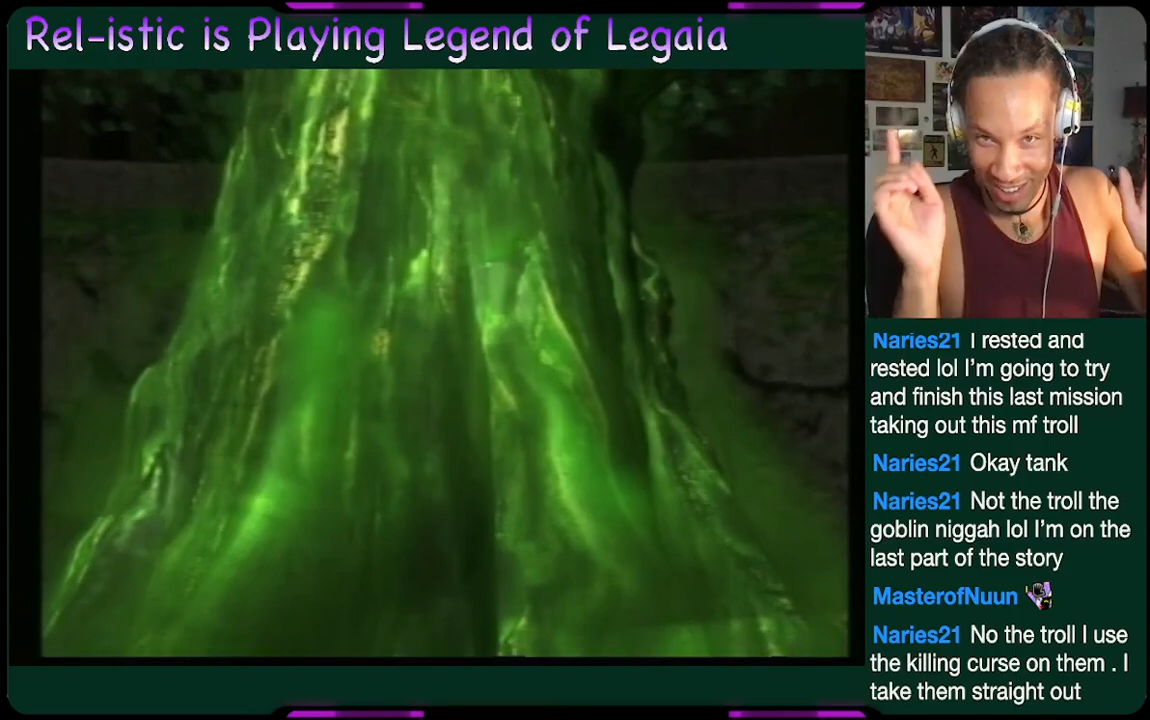 Rel-istic is Playing Legend of Legaia
Naries21 I rested and
rested lol I'm going to try
and finish this last mission
taking out this mf troll
Naries21 Okay tank
Naries21 Not the troll the
goblin niggah lol I'm on the
last part of the story
MasterofNuun
Naries21 No the troll I use
the killing curse on them . I
take them straight out